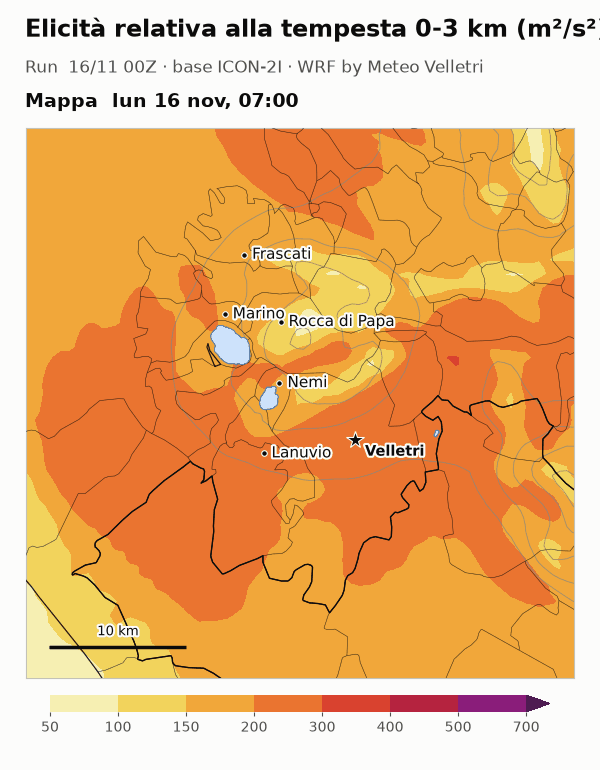 Elicità relativa alla tempesta 0-3 km (m²/s²)
Run  16/11 00Z · base ICON-2I · WRF by Meteo Velletri
Mappa  lun 16 nov, 07:00
Frascati
Marino
Rocca di Papa
Nemi
Velletri
Lanuvio
10 km
50 100 150 200 300 400 500 700